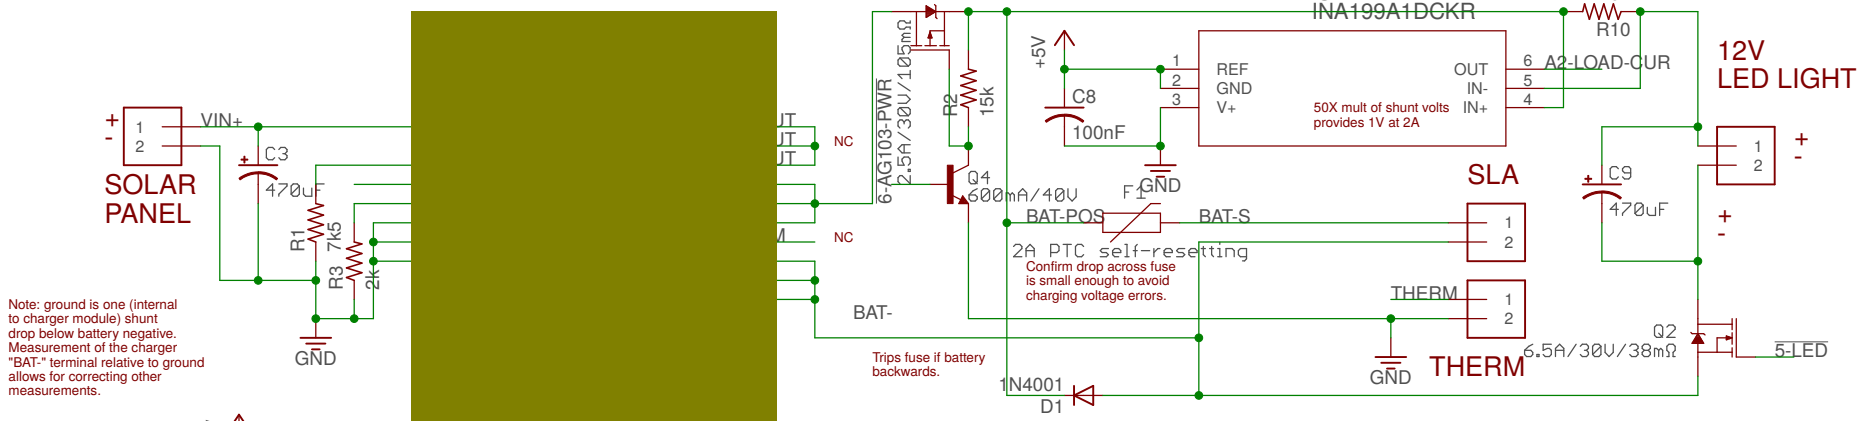 +
-
1
2
SOLAR
PANEL
VIN+
C3
+
470uF
R1
7k5
R3
2k
GND
Note: ground is one (internal
to charger module) shunt
drop below battery negative.
Measurement of the charger
"BAT-" terminal relative to ground
allows for correcting other
measurements.
UT
UT
UT
NC
NC
BAT-
6-AG103-PWR
2.5A/30V/105mΩ
R2
15k
Q4
600mA/40V
+5V
C8
100nF
GND
INA199A1DCKR
1
2
3
REF
GND
V+
OUT
IN-
IN+
6
5
4
50X mult of shunt volts
provides 1V at 2A
A2-LOAD-CUR
R10
12V
LED LIGHT
1
2
+
-
+
-
C9
+
470uF
F1
BAT-POS
BAT-S
2A PTC self-resetting
Confirm drop across fuse
is small enough to avoid
charging voltage errors.
SLA
1
2
THERM
1
2
THERM
GND
Trips fuse if battery
backwards.
1N4001
D1
Q2
6.5A/30V/38mΩ
5-LED